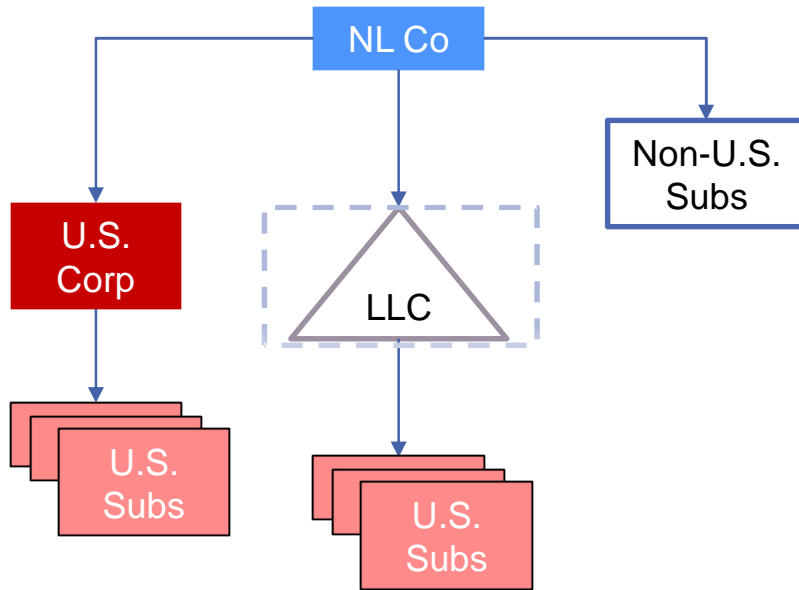 NL Co
Non-U.S.
Subs
U.S.
Corp
LLC
U.S.
Subs
U.S.
Subs